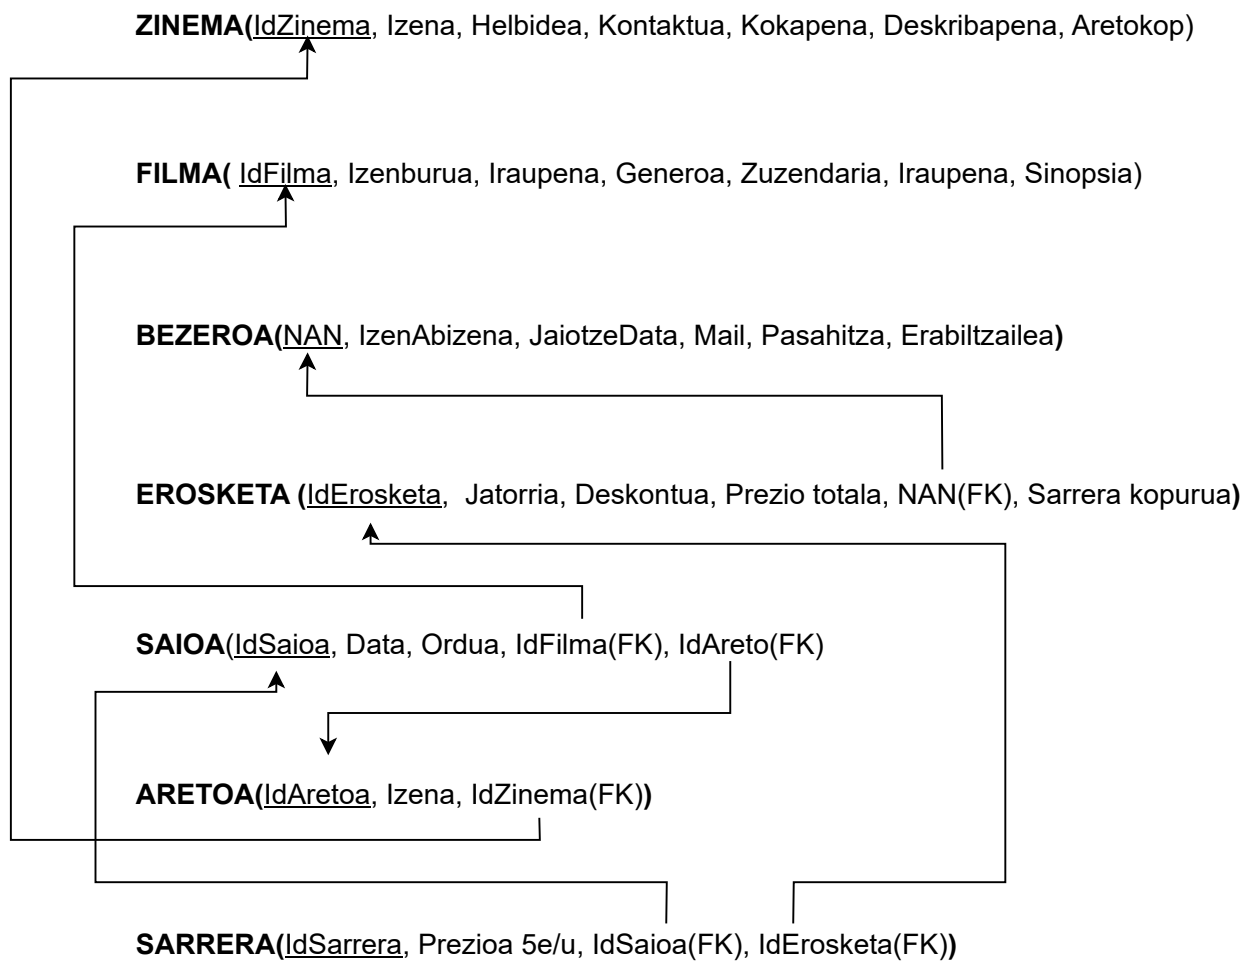 ZINEMA(IdZinema, Izena, Helbidea, Kontaktua, Kokapena, Deskribapena, Aretokop)
FILMA( IdFilma, Izenburua, Iraupena, Generoa, Zuzendaria, Iraupena, Sinopsia)
BEZEROA(NAN, IzenAbizena, JaiotzeData, Mail, Pasahitza, Erabiltzailea)
EROSKETA (IdErosketa, Jatorria, Deskontua, Prezio totala, NAN(FK), Sarrera kopurua)
SAIOA(IdSaioa, Data, Ordua, IdFilma(FK), IdAreto(FK)
ARETOA(IdAretoa, Izena, IdZinema(FK))
SARRERA(IdSarrera, Prezioa 5e/u, IdSaioa(FK), IdErosketa(FK))